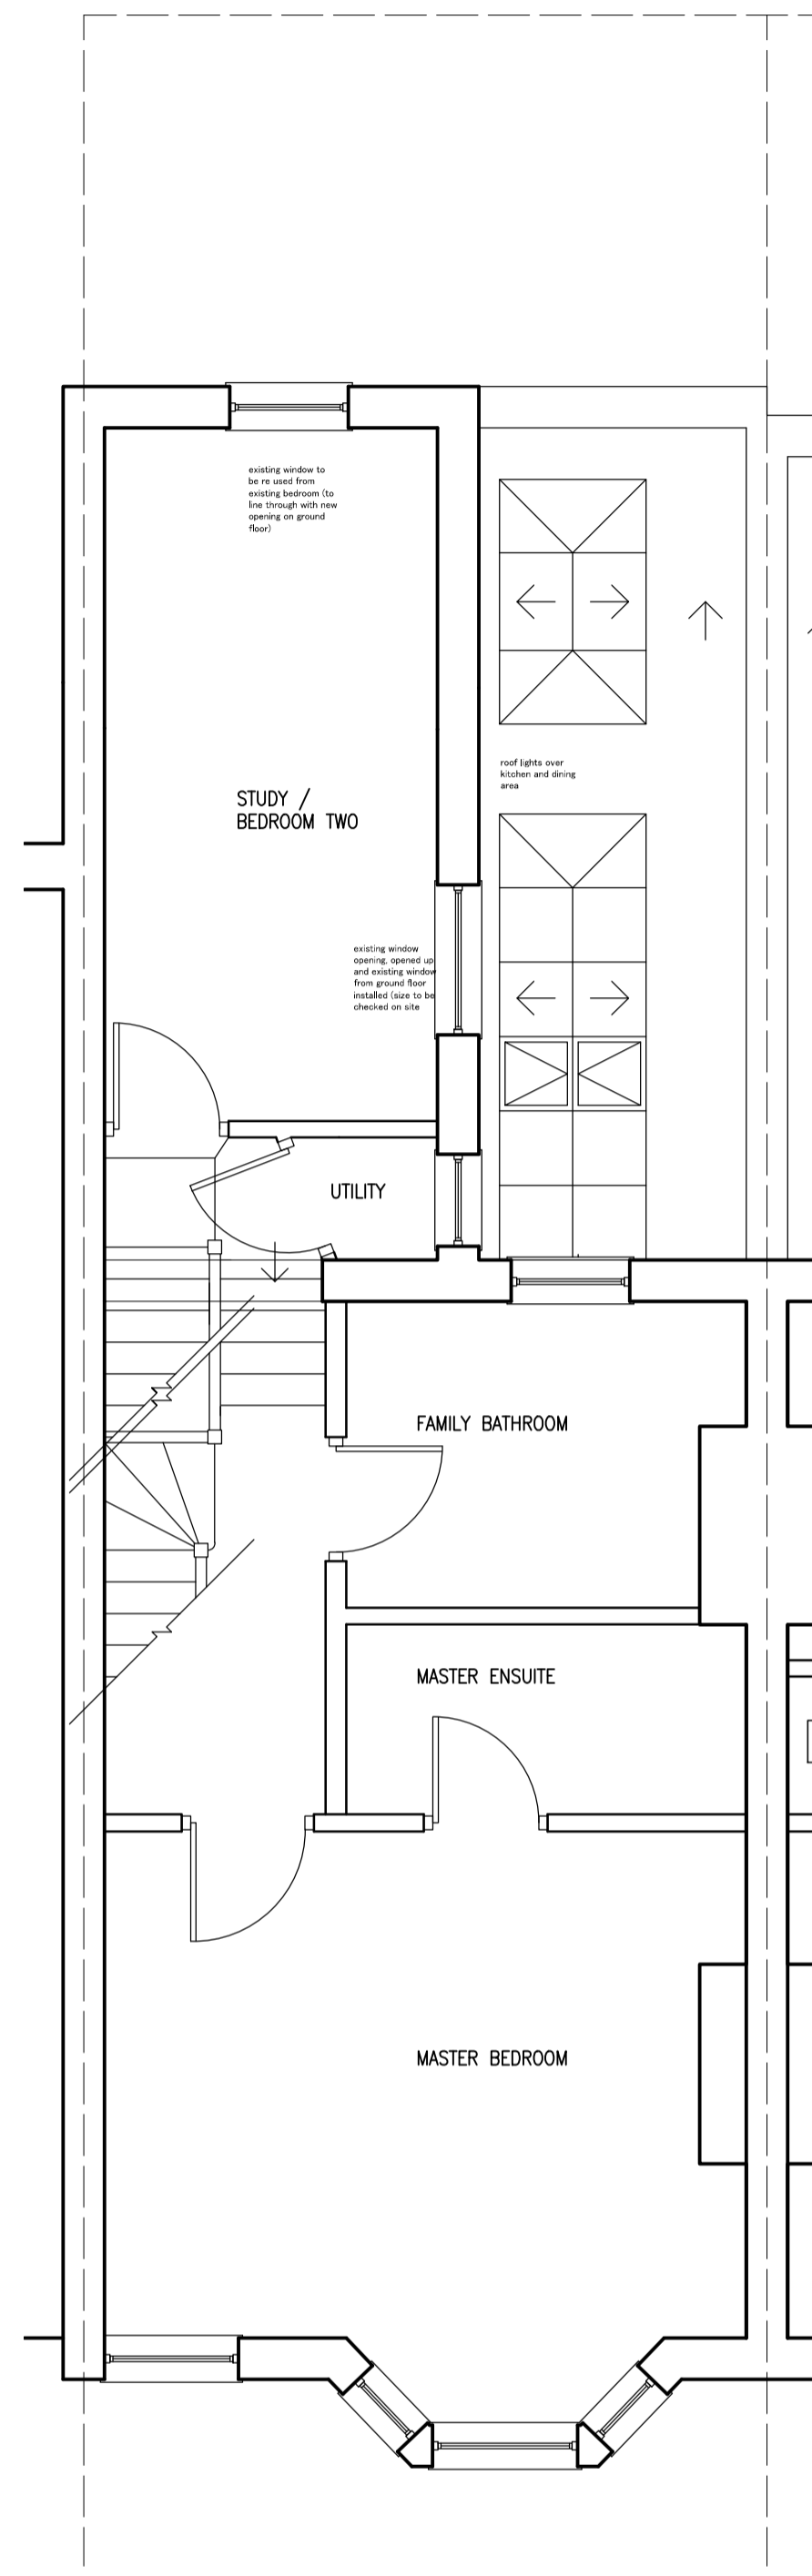 existing window to
be re used from
existing bedroom (to
line through with new
opening on ground
floor)
roof lights over
kitchen and dining
area
STUDY /
BEDROOM TWO
existing window
opening, opened up
and existing window
from ground floor
installed (size to be
checked on site
UTILITY
FAMILY BATHROOM
MASTER ENSUITE
MASTER BEDROOM